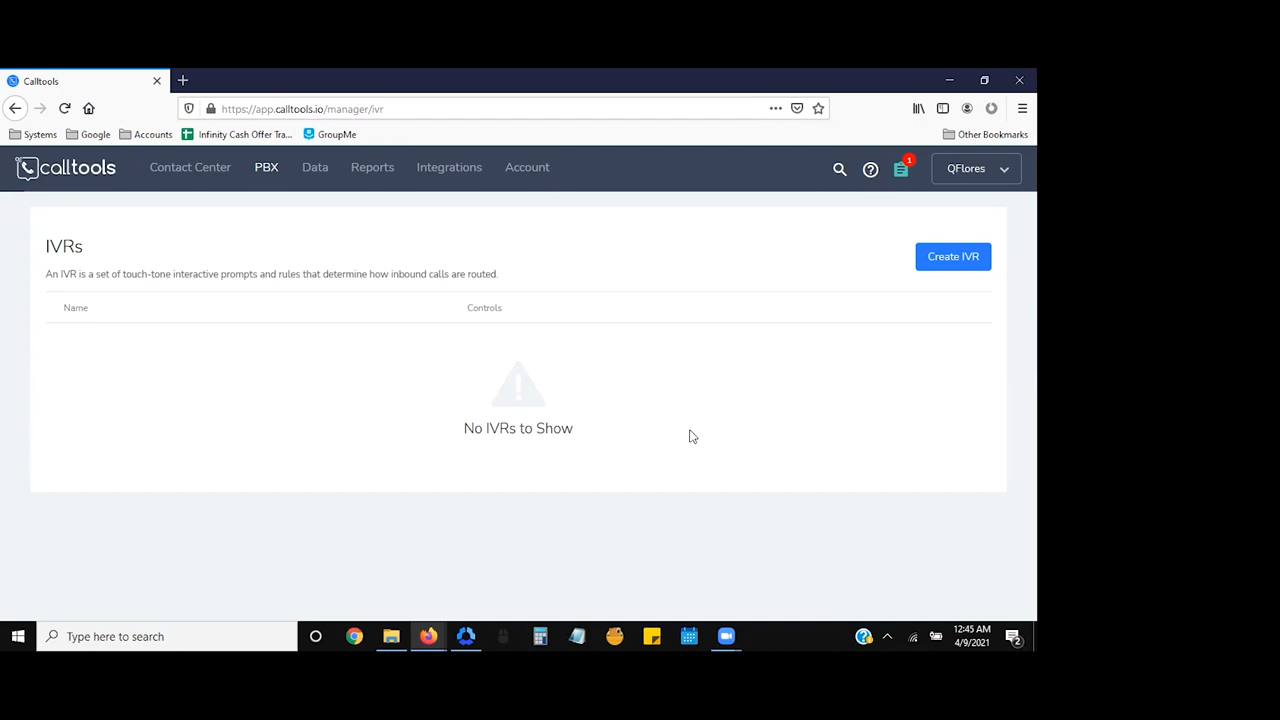 Calltools
https://app.calltools.io/manager/ivr
Systems
Google
Accounts
Infinity Cash Offer Tra...
GroupMe
Other Bookmarks
calltools
Contact Center
PBX
Data
Reports
Integrations
Account
1
QFlores
IVRs
Create IVR
An IVR is a set of touch-tone interactive prompts and rules that determine how inbound calls are routed.
Name
Controls
No IVRs to Show
Type here to search
12:45 AM
4/9/2021
2